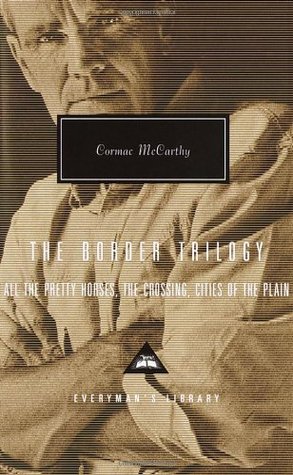 Cormac McCarthy
THE BORDER TRILOGY
ALL THE PRETTY HORSES, THE CROSSING, CITIES OF THE PLAIN
EVERYMAN'S LIBRARY